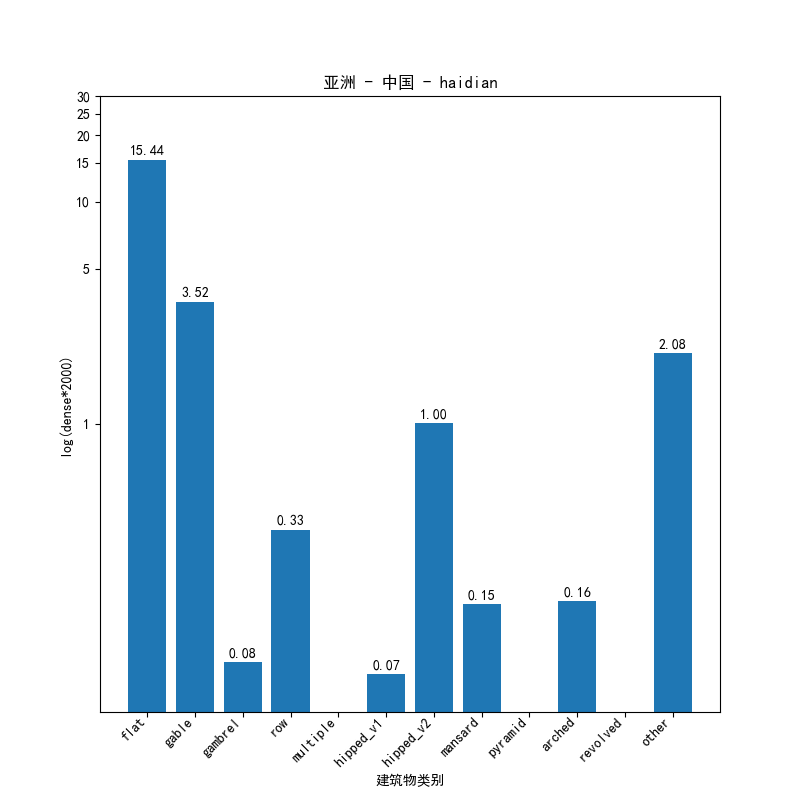 亚洲 - 中国 - haidian
30
25
20
15
10
5
1
log(dense*2000)
15.44
3.52
0.08
0.33
0.07
1.00
0.15
0.16
2.08
flat
gable
gambrel
row
multiple
hipped_v1
hipped_v2
mansard
pyramid
arched
revolved
other
建筑物类别